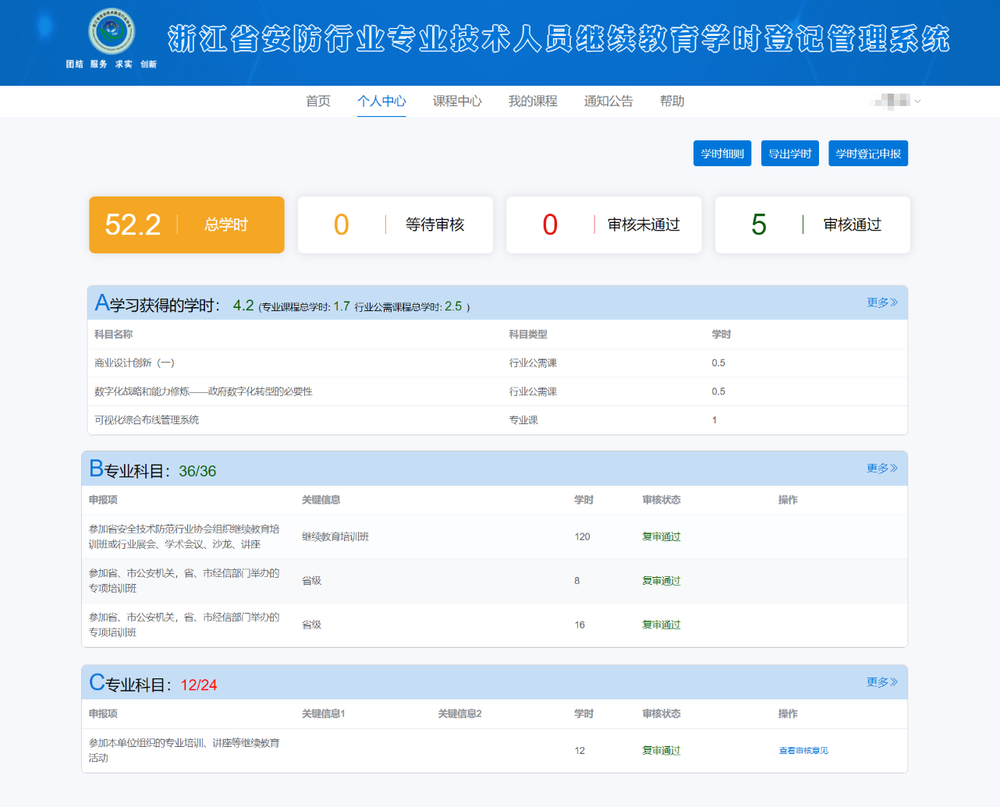 浙江省安防行业专业技术人员继续教育学时登记管理系统
团结 服务 求实 创新
首页 个人中心 课程中心 我的课程 通知公告 帮助
学时细则 导出学时 学时登记申报
52.2 总学时 0 等待审核 0 审核未通过 5 审核通过
A学习获得的学时： 4.2 (专业课程总学时: 1.7 行业公需课程总学时: 2.5 ) 更多
科目名称 科目类型 学时
商业设计创新（一） 行业公需课 0.5
数字化战略和能力修炼——政府数字化转型的必要性 行业公需课 0.5
可视化综合布线管理系统 专业课 1
B专业科目： 36/36 更多
申报项 关键信息 学时 审核状态 操作
参加省安全技术防范行业协会组织继续教育培
训班或行业展会、学术会议、沙龙、讲座 继续教育培训班 120 复审通过
参加省、市公安机关，省、市经信部门举办的
专项培训班 省级 8 复审通过
参加省、市公安机关，省、市经信部门举办的
专项培训班 省级 16 复审通过
C专业科目： 12/24 更多
申报项 关键信息1 关键信息2 学时 审核状态 操作
参加本单位组织的专业培训、讲座等继续教育
活动 12 复审通过 查看审核意见